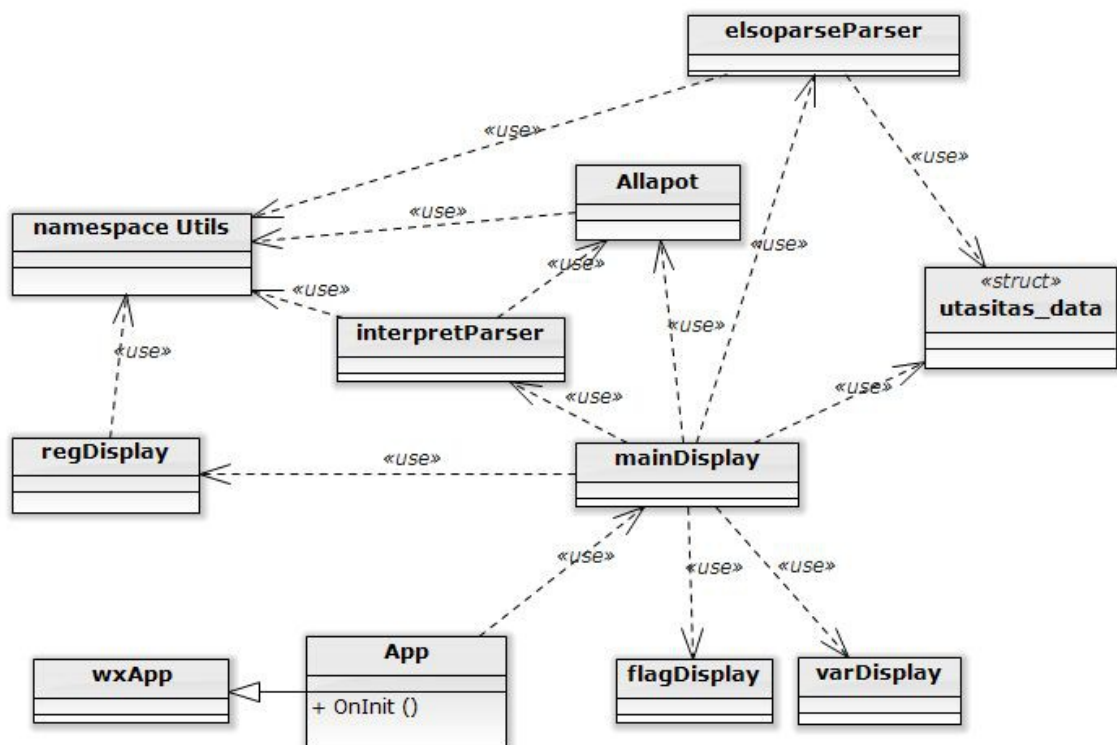 elsoparseParser
«use»
«use»
Allapot
«use»
namespace Utils
«use»
«use»
«struct»
utasitas_data
«use»
interpretParser
«use»
«use»
«use»
«use»
regDisplay
«use»
mainDisplay
«use»
«use»
«use»
App
wxApp
flagDisplay
varDisplay
+ OnInit ()